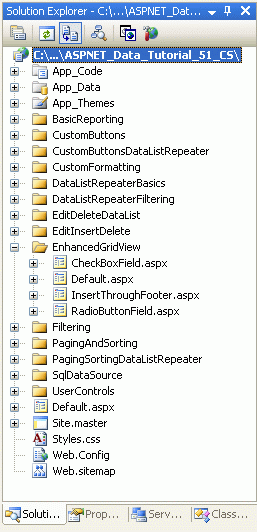 Solution Explorer - C:\...\ASPNET_Dat...
C:\...\ASPNET_Data_Tutorial_51_CS\
App_Code
App_Data
App_Themes
BasicReporting
CustomButtons
CustomButtonsDataListRepeater
CustomFormatting
DataListRepeaterBasics
DataListRepeaterFiltering
EditDeleteDataList
EditInsertDelete
EnhancedGridView
CheckBoxField.aspx
Default.aspx
InsertThroughFooter.aspx
RadioButtonField.aspx
Filtering
PagingAndSorting
PagingSortingDataListRepeater
SqlDataSource
UserControls
Default.aspx
Site.master
Styles.css
Web.Config
Web.sitemap
Soluti... Prop... Serv... Class...